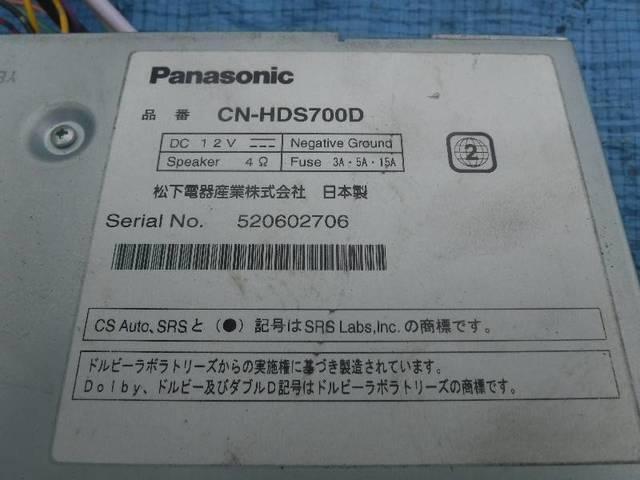 Panasonic
品 番 CN-HDS700D
DC 12V Negative Ground
Speaker 4Ω Fuse 3A・5A・15A
2
松下電器産業株式会社 日本製
Serial No. 520602706
CS Auto、SRSと(●)記号はSRS Labs,Inc.の商標です。
ドルビーラボラトリーズからの実施権に基づき製造されています。
Dolby、ドルビー及びダブルD記号はドルビーラボラトリーズの商標です。